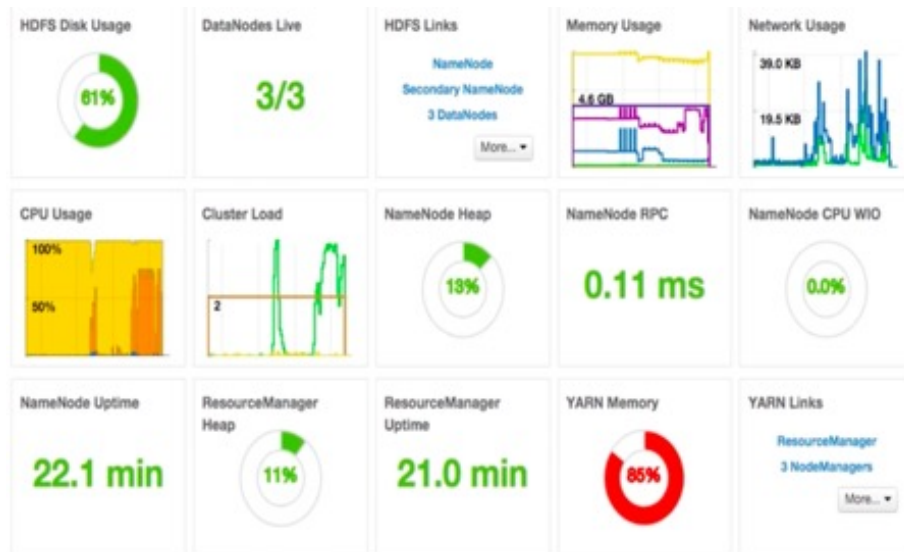 HDFS Disk Usage
61%
DataNodes Live
3/3
HDFS Links
NameNode
Secondary NameNode
3 DataNodes
More...
Memory Usage
4.6 GB
Network Usage
39.0 KB
19.5 KB
CPU Usage
100%
50%
Cluster Load
2
NameNode Heap
13%
NameNode RPC
0.11 ms
NameNode CPU WIO
0.0%
NameNode Uptime
22.1 min
ResourceManager
Heap
11%
ResourceManager
Uptime
21.0 min
YARN Memory
85%
YARN Links
ResourceManager
3 NodeManagers
More...